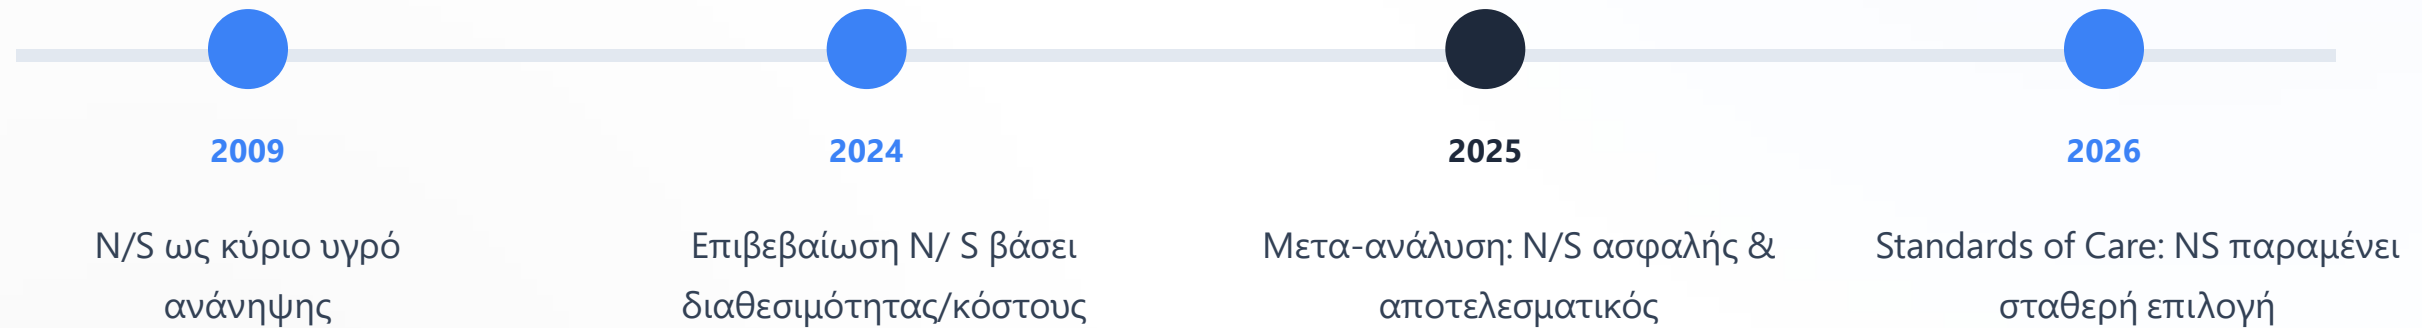 2009
N/S ως κύριο υγρό
ανάνηψης
2024
Επιβεβαίωση N/ S βάσει
διαθεσιμότητας/κόστους
2025
Μετα-ανάλυση: N/S ασφαλής &
αποτελεσματικός
2026
Standards of Care: NS παραμένει
σταθερή επιλογή